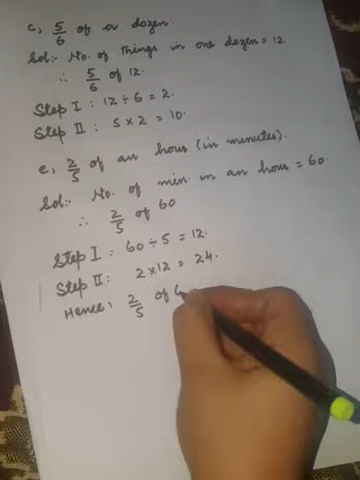 c, 5/6 of a dozen.
Sol:- No. of things in one dozen = 12
∴ 5/6 of 12.
Step I : 12 ÷ 6 = 2.
Step II : 5 × 2 = 10.
e, 2/5 of an hour (in minutes).
Sol:- No. of min. in an hour = 60.
∴ 2/5 of 60
Step I : 60 ÷ 5 = 12.
Step II : 2 × 12 = 24.
Hence, 2/5 of 6